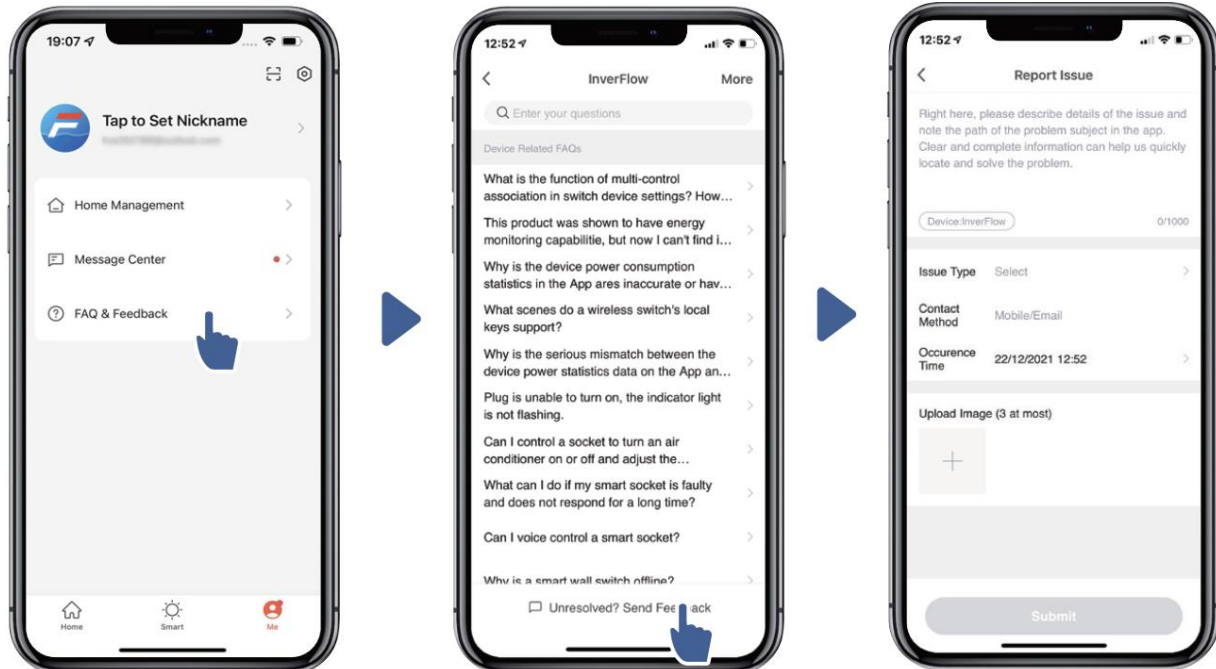 19:07
Tap to Set Nickname
Home Management
Message Center
FAQ & Feedback
Home
Smart
Me
12:52
InverFlow
More
Enter your questions
Device Related FAQs
What is the function of multi-control
association in switch device settings? How...
This product was shown to have energy
monitoring capabilitie, but now I can't find i...
Why is the device power consumption
statistics in the App ares inaccurate or hav...
What scenes do a wireless switch's local
keys support?
Why is the serious mismatch between the
device power statistics data on the App an...
Plug is unable to turn on, the indicator light
is not flashing.
Can I control a socket to turn an air
conditioner on or off and adjust the...
What can I do if my smart socket is faulty
and does not respond for a long time?
Can I voice control a smart socket?
Why is a smart wall switch offline?
Unresolved? Send Feedback
12:52
Report Issue
Right here, please describe details of the issue and
note the path of the problem subject in the app.
Clear and complete information can help us quickly
locate and solve the problem.
Device:InverFlow
0/1000
Issue Type Select
Contact
Method
Mobile/Email
Occurence
Time
22/12/2021 12:52
Upload Image (3 at most)
Submit